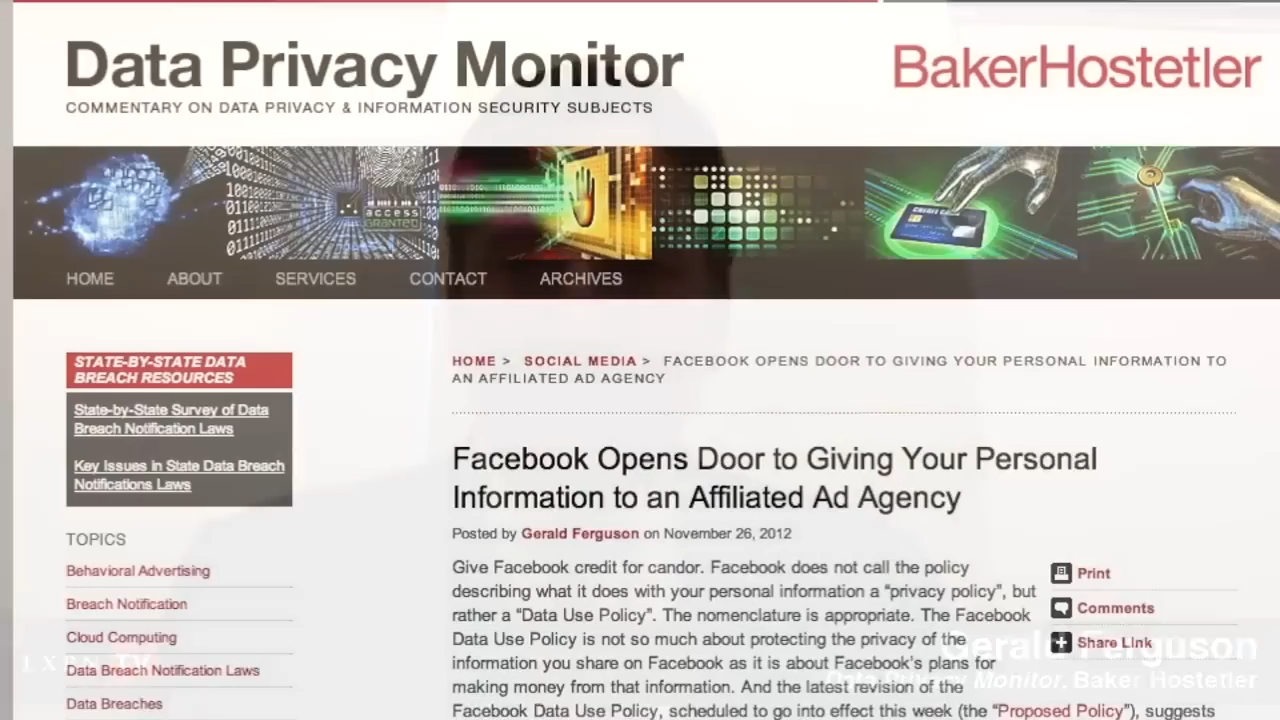 Data Privacy Monitor
COMMENTARY ON DATA PRIVACY & INFORMATION SECURITY SUBJECTS
BakerHostetler
access
GRANTED
CREDIT CARD
HOME ABOUT SERVICES CONTACT ARCHIVES
STATE-BY-STATE DATA
BREACH RESOURCES
State-by-State Survey of Data
Breach Notification Laws
Key Issues in State Data Breach
Notifications Laws
TOPICS
Behavioral Advertising
Breach Notification
Cloud Computing
Data Breach Notification Laws
Data Breaches
HOME > SOCIAL MEDIA > FACEBOOK OPENS DOOR TO GIVING YOUR PERSONAL INFORMATION TO
AN AFFILIATED AD AGENCY
Facebook Opens Door to Giving Your Personal
Information to an Affiliated Ad Agency
Posted by Gerald Ferguson on November 26, 2012
Give Facebook credit for candor. Facebook does not call the policy
describing what it does with your personal information a “privacy policy”, but
rather a “Data Use Policy”. The nomenclature is appropriate. The Facebook
Data Use Policy is not so much about protecting the privacy of the
information you share on Facebook as it is about Facebook's plans for
making money from that information. And the latest revision of the
Facebook Data Use Policy, scheduled to go into effect this week (the “Proposed Policy”), suggests
Print
Comments
Share Link
Gerald Ferguson
Data Privacy Monitor, Baker Hostetler
LXBN TV